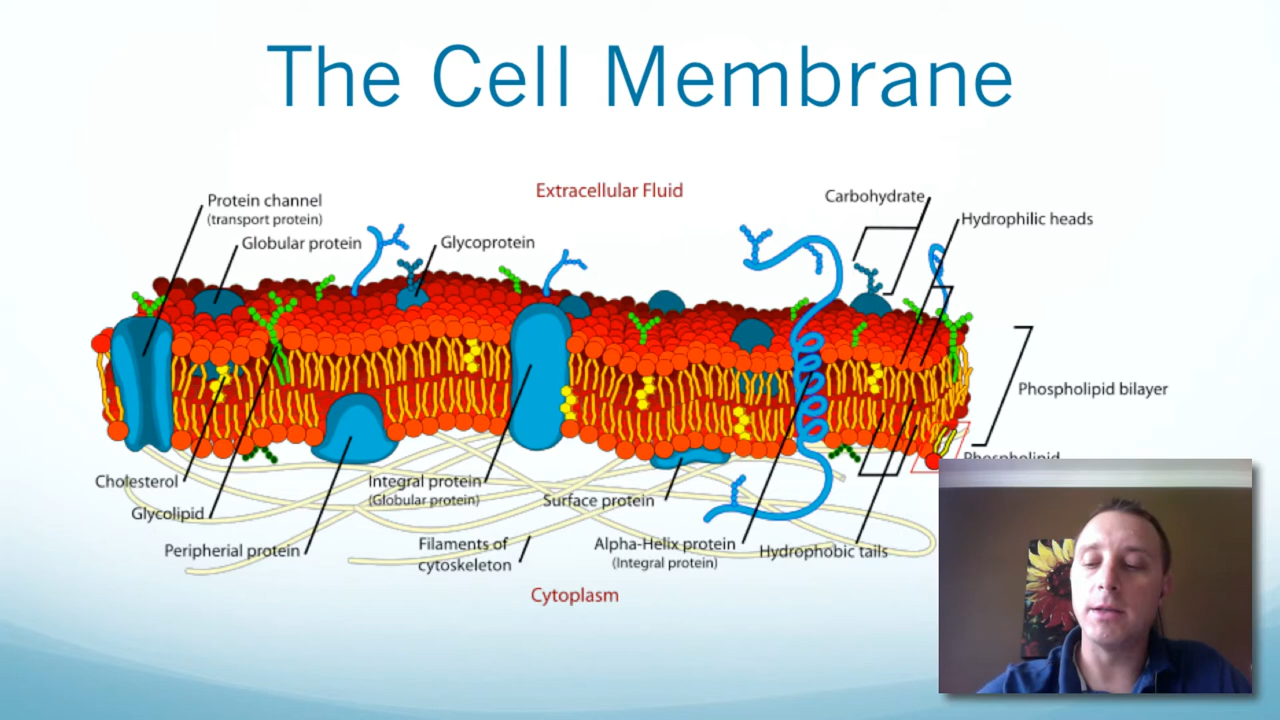 The Cell Membrane
Extracellular Fluid
Protein channel
(transport protein)
Globular protein
Glycoprotein
Carbohydrate
Hydrophilic heads
Phospholipid bilayer
Phospholipid
Cholesterol
Glycolipid
Peripherial protein
Integral protein
(Globular protein)
Filaments of
cytoskeleton
Surface protein
Alpha-Helix protein
(Integral protein)
Hydrophobic tails
Cytoplasm